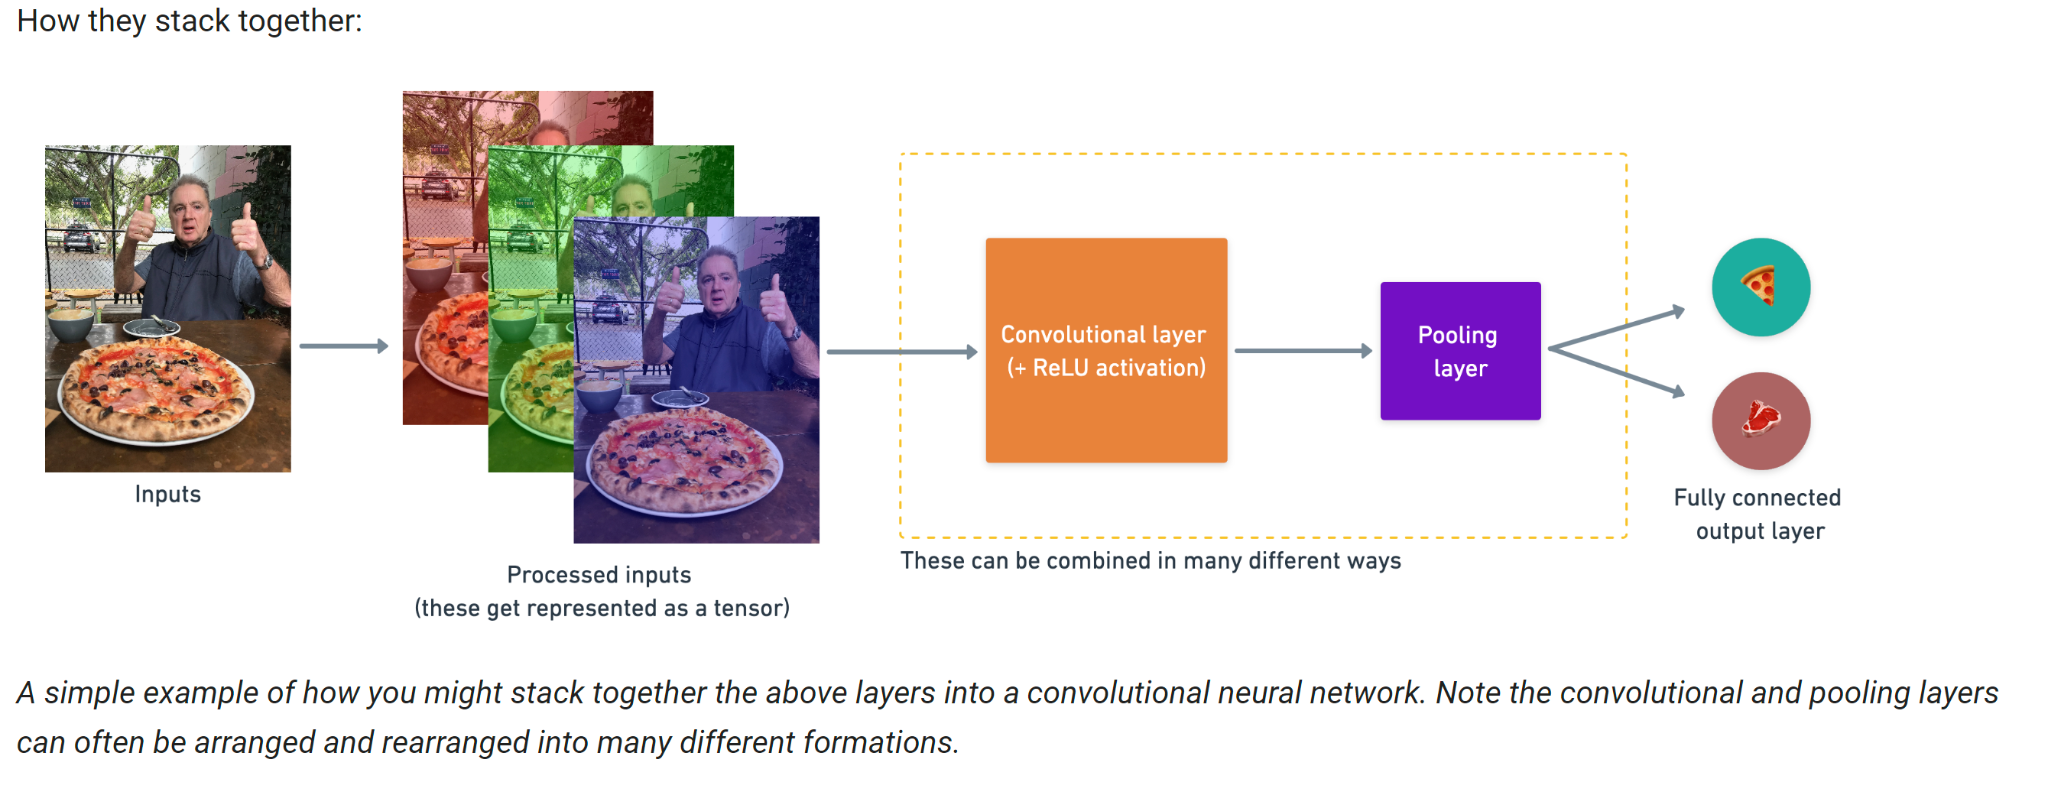 How they stack together:
Inputs
Processed inputs
(these get represented as a tensor)
Convolutional layer
(+ ReLU activation)
Pooling
layer
These can be combined in many different ways
Fully connected
output layer
A simple example of how you might stack together the above layers into a convolutional neural network. Note the convolutional and pooling layers
can often be arranged and rearranged into many different formations.